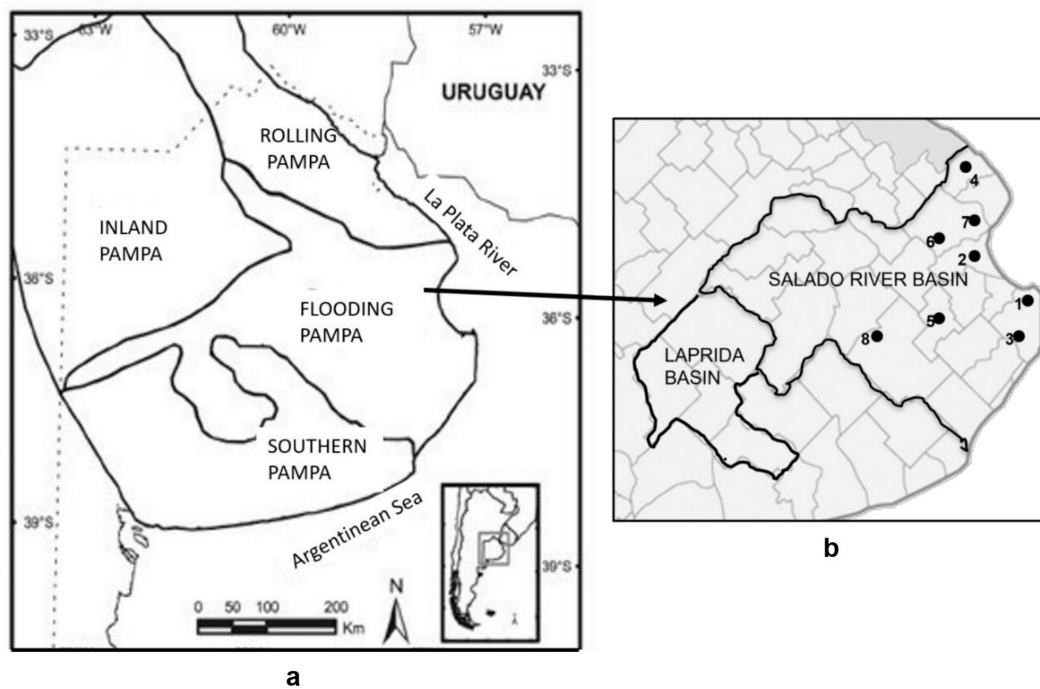 63°W
60°W
57°W
33°S
33°S
URUGUAY
ROLLING
PAMPA
La Plata River
INLAND
PAMPA
36°S
36°S
FLOODING
PAMPA
SOUTHERN
PAMPA
Argentinean Sea
39°S
39°S
N
0 50 100 200
Km
a
4
7
6
2
SALADO RIVER BASIN
1
5
3
8
LAPRIDA
BASIN
b